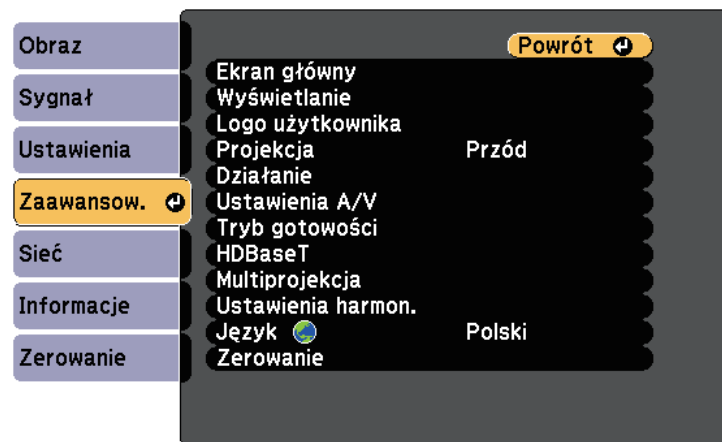 Obraz
Sygnał
Ustawienia
Zaawansow.
Sieć
Informacje
Zerowanie
Powrót
Ekran główny
Wyświetlanie
Logo użytkownika
Projekcja Przód
Działanie
Ustawienia A/V
Tryb gotowości
HDBaseT
Multiprojekcja
Ustawienia harmon.
Język Polski
Zerowanie